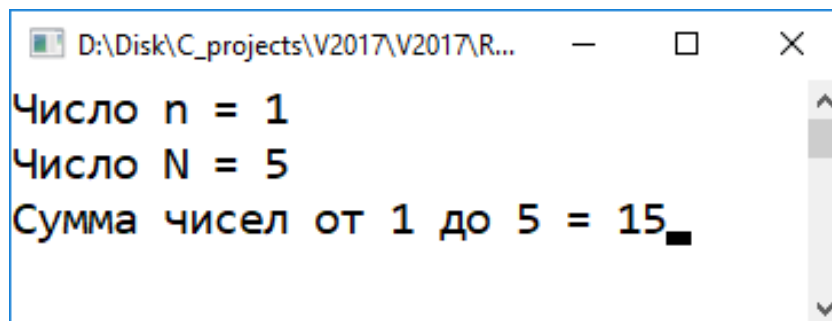 D:\Disk\C_projects\V2017\V2017\R...
Число n = 1
Число N = 5
Сумма чисел от 1 до 5 = 15